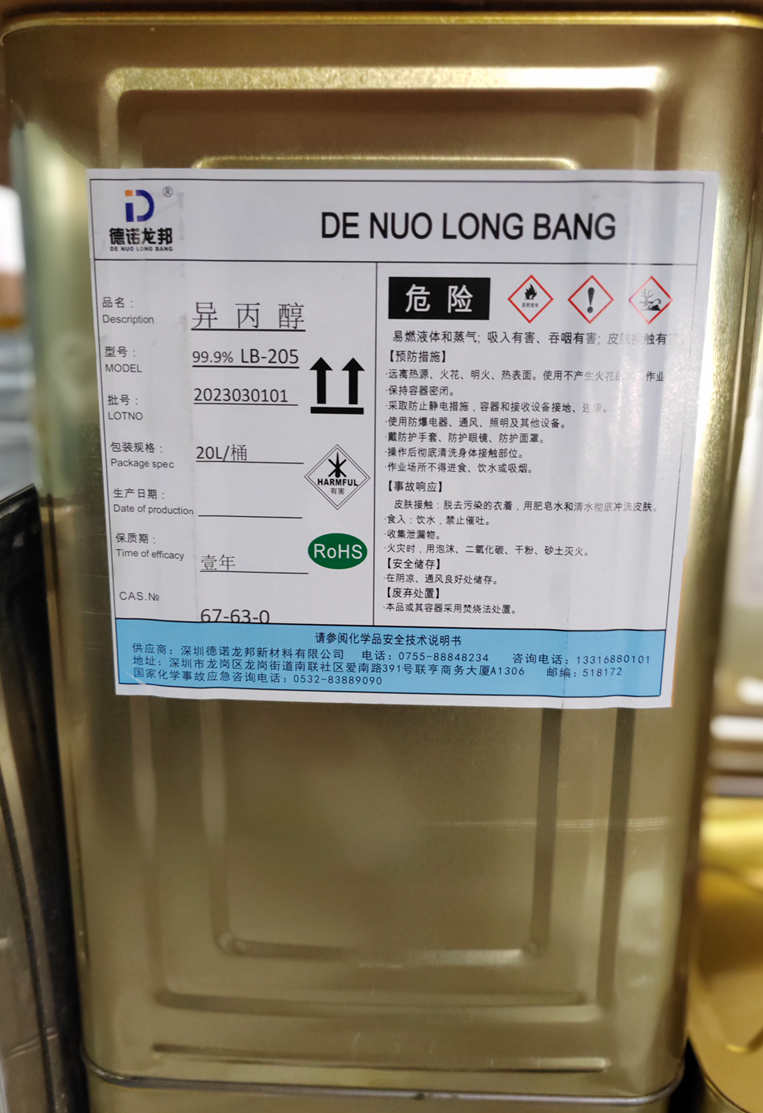 ®
德诺龙邦
DE NUO LONG BANG
DE NUO LONG BANG
品名：
Description
异丙醇
型号：
MODEL
99.9% LB-205
批号：
LOTNO
2023030101
包装规格：
Package spec
20L/桶
生产日期：
Date of production
保质期：
Time of efficacy
壹年
CAS.№
67-63-0
HARMFUL
有害
RoHS
危险
易燃液体和蒸气; 吸入有害、吞咽有害; 皮肤接触有
【预防措施】
·远离热源、火花、明火、热表面。使用不产生火花 作业
·保持容器密闭。
·采取防止静电措施，容器和接收设备接地、连接。
·使用防爆电器、通风、照明及其他设备。
·戴防护手套、防护眼镜、防护面罩。
·操作后彻底清洗身体接触部位。
·作业场所不得进食、饮水或吸烟。
【事故响应】
皮肤接触：脱去污染的衣着，用肥皂水和清水彻底冲洗皮肤。
·食入：饮水，禁止催吐。
·收集泄漏物。
·火灾时，用泡沫、二氧化碳、干粉、砂土灭火。
【安全储存】
·在阴凉、通风良好处储存。
【废弃处置】
·本品或其容器采用焚烧法处置。
请参阅化学品安全技术说明书
供应商：深圳德诺龙邦新材料有限公司 电话：0755-88848234 咨询电话：13316880101
地址：深圳市龙岗区龙岗街道南联社区爱南路391号联亨商务大厦A1306 邮编：518172
国家化学事故应急咨询电话：0532-83889090